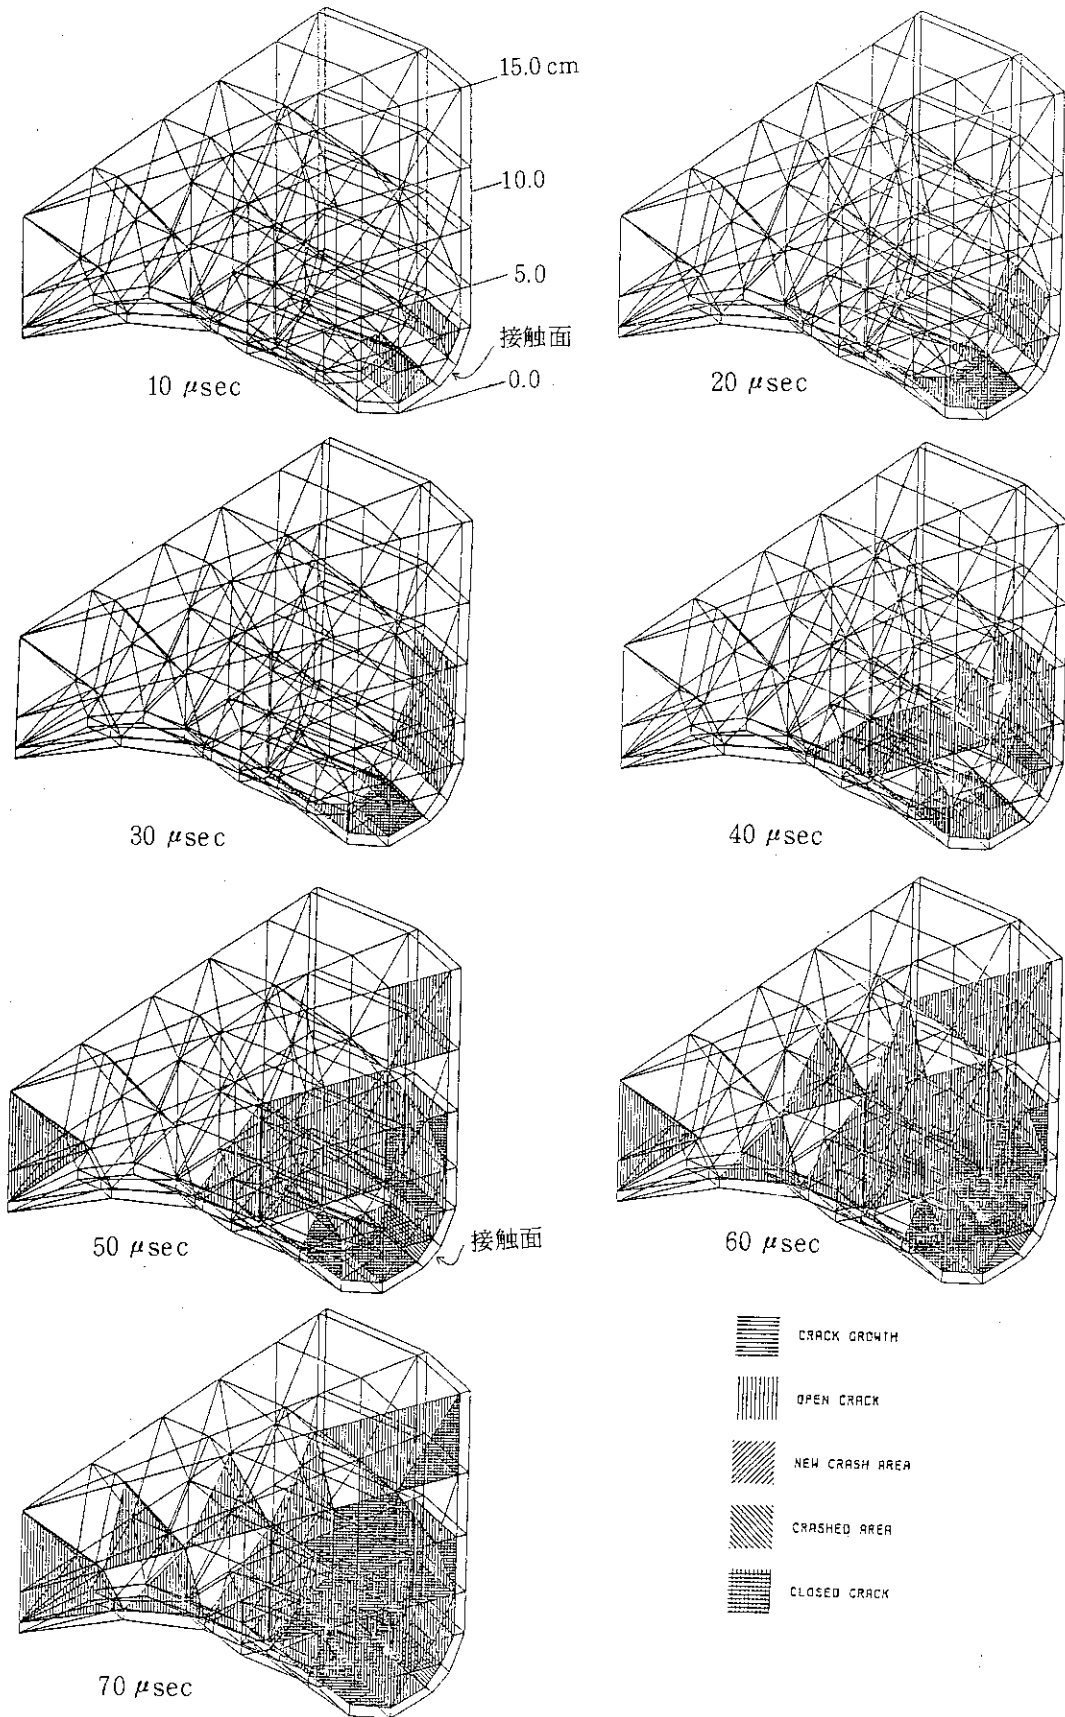 15.0 cm
10.0
5.0
接触面
0.0
10 μsec
20 μsec
30 μsec
40 μsec
50 μsec
接触面
60 μsec
CRACK GROWTH
OPEN CRACK
NEW CRASH AREA
CRASHED AREA
CLOSED CRACK
70 μsec